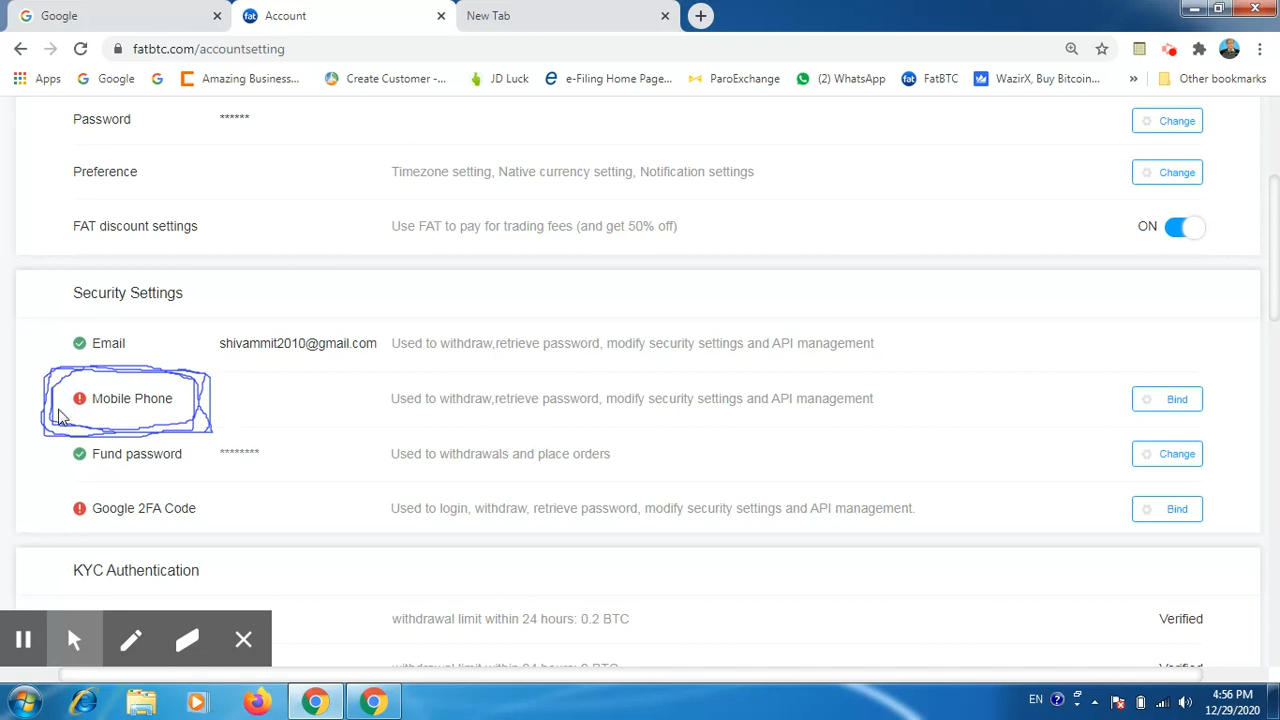 Google
Account
New Tab
fatbtc.com/accountsetting
Apps Google Amazing Business... Create Customer -... JD Luck e-Filing Home Page... ParoExchange (2) WhatsApp FatBTC WazirX, Buy Bitcoin... » Other bookmarks
Password ****** Change
Preference Timezone setting, Native currency setting, Notification settings Change
FAT discount settings Use FAT to pay for trading fees (and get 50% off) ON
Security Settings
Email shivammit2010@gmail.com Used to withdraw,retrieve password, modify security settings and API management
Mobile Phone Used to withdraw,retrieve password, modify security settings and API management Bind
Fund password ******** Used to withdrawals and place orders Change
Google 2FA Code Used to login, withdraw, retrieve password, modify security settings and API management. Bind
KYC Authentication
withdrawal limit within 24 hours: 0.2 BTC Verified
EN 4:56 PM
12/29/2020